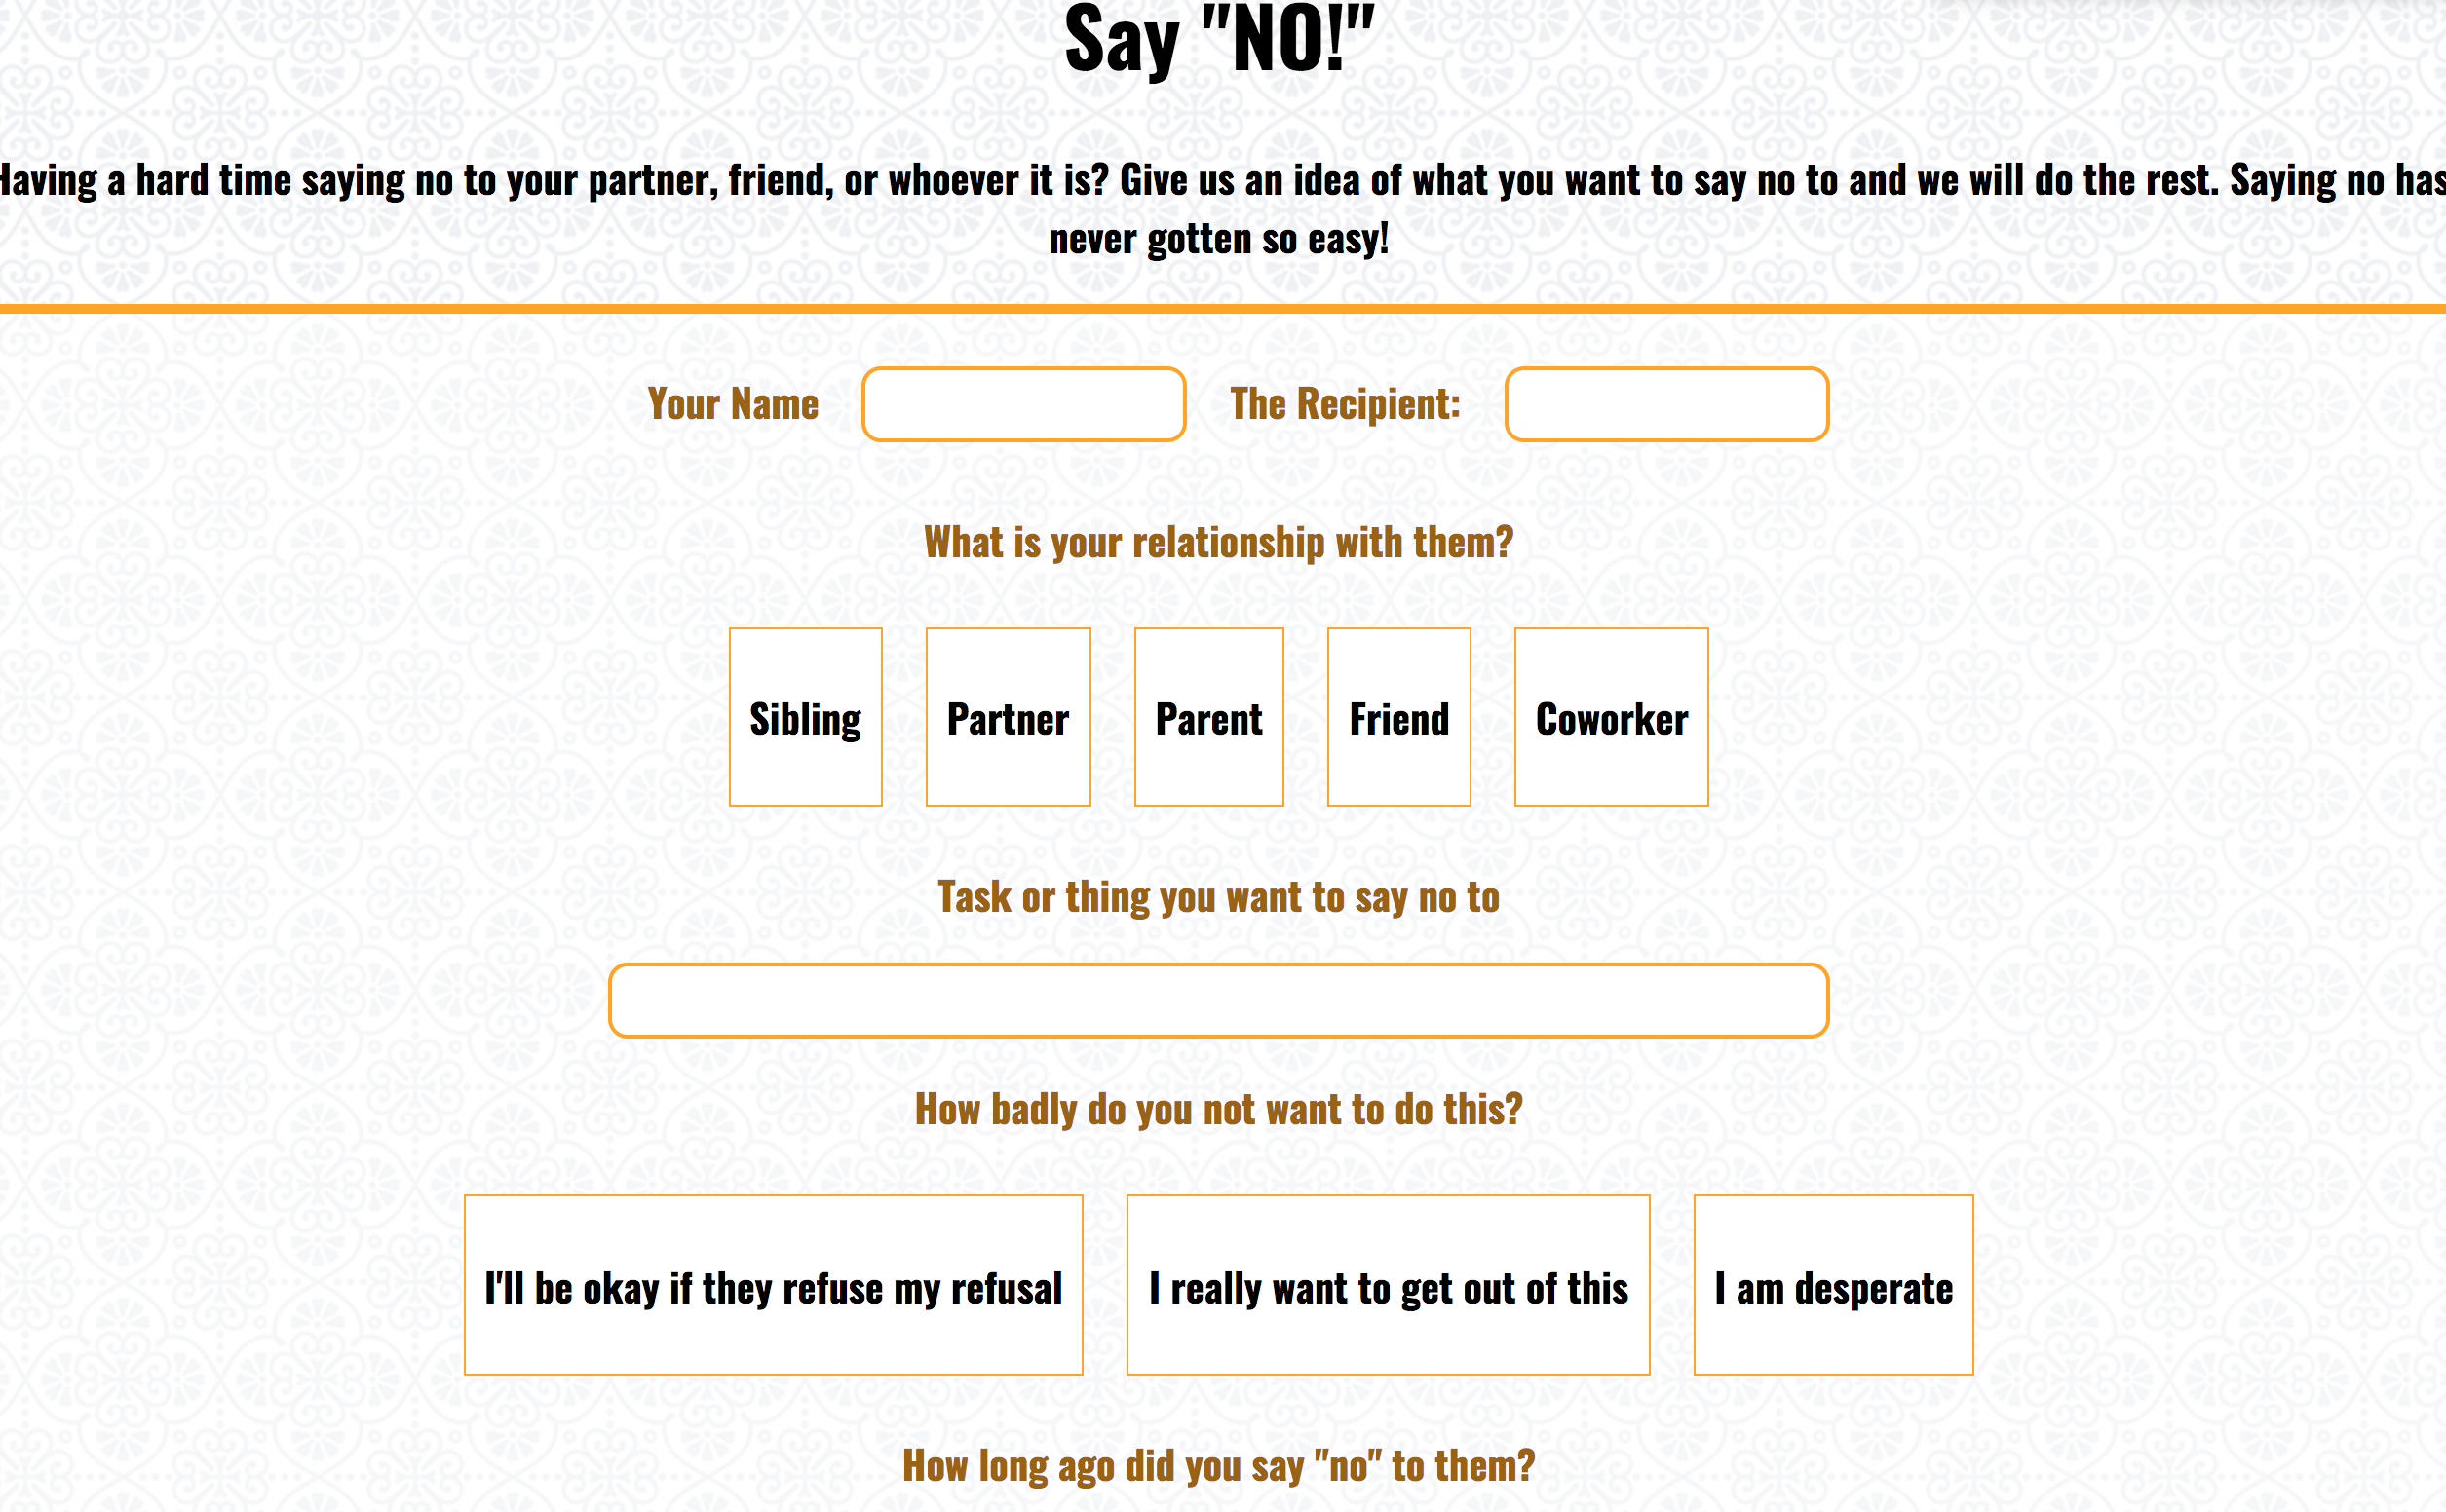 Say "NO!"
Having a hard time saying no to your partner, friend, or whoever it is? Give us an idea of what you want to say no to and we will do the rest. Saying no has
never gotten so easy!
Your Name The Recipient:
What is your relationship with them?
Sibling Partner Parent Friend Coworker
Task or thing you want to say no to
How badly do you not want to do this?
I'll be okay if they refuse my refusal I really want to get out of this I am desperate
How long ago did you say "no" to them?